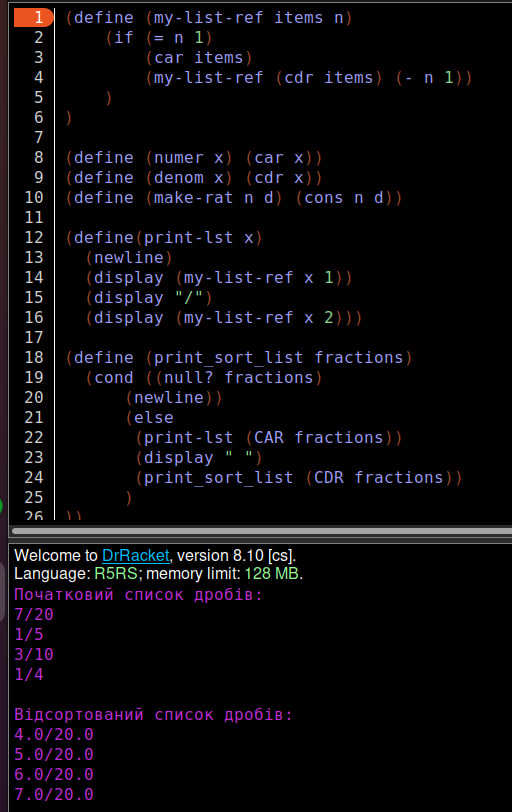 1 (define (my-list-ref items n)
2     (if (= n 1)
3         (car items)
4         (my-list-ref (cdr items) (- n 1))
5     )
6 )
7
8 (define (numer x) (car x))
9 (define (denom x) (cdr x))
10 (define (make-rat n d) (cons n d))
11
12 (define(print-lst x)
13   (newline)
14   (display (my-list-ref x 1))
15   (display "/")
16   (display (my-list-ref x 2)))
17
18 (define (print_sort_list fractions)
19   (cond ((null? fractions)
20       (newline))
21       (else
22        (print-lst (CAR fractions))
23        (display " ")
24        (print_sort_list (CDR fractions))
25       )
26 ))
Welcome to DrRacket, version 8.10 [cs].
Language: R5RS; memory limit: 128 MB.
Початковий список дробів:
7/20
1/5
3/10
1/4
Відсортований список дробів:
4.0/20.0
5.0/20.0
6.0/20.0
7.0/20.0